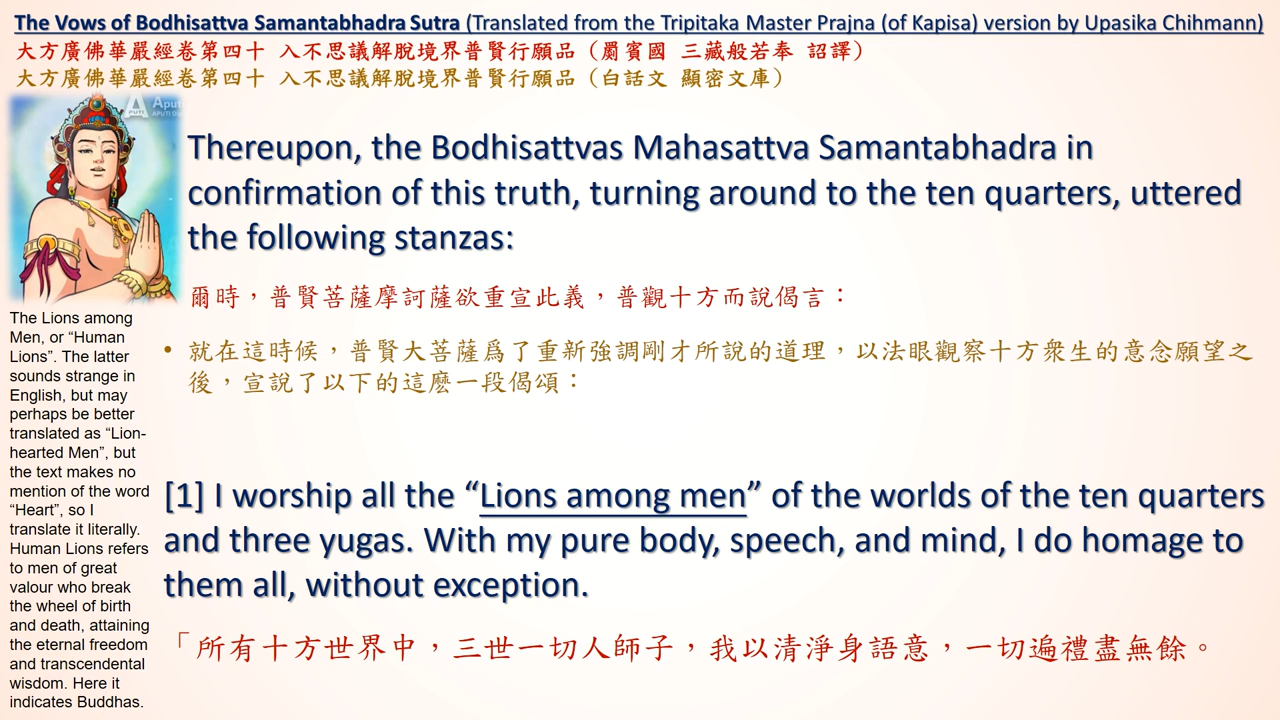 The Vows of Bodhisattva Samantabhadra Sutra (Translated from the Tripitaka Master Prajna (of Kapisa) version by Upasika Chihmann)
大方廣佛華嚴經卷第四十 入不思議解脫境界普賢行願品（罽賓國 三藏般若奉 詔譯）
大方廣佛華嚴經卷第四十 入不思議解脫境界普賢行願品（白話文 顯密文庫）
Thereupon, the Bodhisattvas Mahasattva Samantabhadra in
confirmation of this truth, turning around to the ten quarters, uttered
the following stanzas:
爾時，普賢菩薩摩訶薩欲重宣此義，普觀十方而說偈言：
• 就在這時候，普賢大菩薩爲了重新強調剛才所說的道理，以法眼觀察十方衆生的意念願望之
後，宣說了以下的這麽一段偈頌：
[1] I worship all the “Lions among men” of the worlds of the ten quarters
and three yugas. With my pure body, speech, and mind, I do homage to
them all, without exception.
「所有十方世界中，三世一切人師子，我以清淨身語意，一切遍禮盡無餘。
The Lions among
Men, or “Human
Lions”. The latter
sounds strange in
English, but may
perhaps be better
translated as “Lion-
hearted Men”, but
the text makes no
mention of the word
“Heart”, so I
translate it literally.
Human Lions refers
to men of great
valour who break
the wheel of birth
and death, attaining
the eternal freedom
and transcendental
wisdom. Here it
indicates Buddhas.